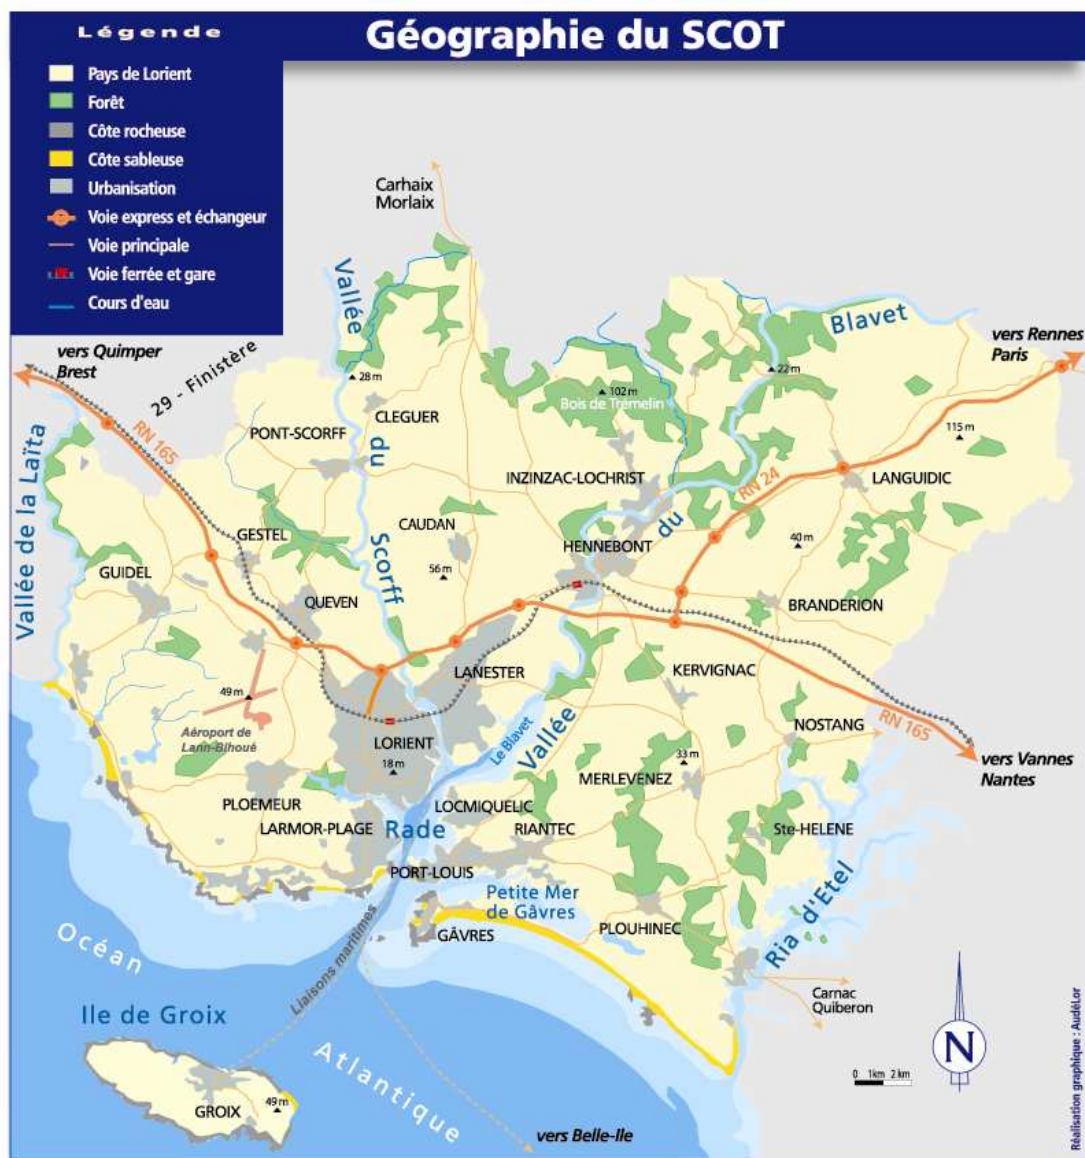 Légende
Géographie du SCOT
Pays de Lorient
Forêt
Côte rocheuse
Côte sableuse
Urbanisation
Voie express et échangeur
Voie principale
Voie ferrée et gare
Cours d'eau
Carhaix
Morlaix
Vallée
du
Scorff
Vallée
du
Blavet
vers Rennes
Paris
vers Quimper
Brest
29 - Finistère
RN 165
Vallée de la Laïta
28 m
CLEGUER
PONT-SCORFF
102 m
Bois de Trémelin
22 m
115 m
INZINZAC-LOCHRIST
RN 24
LANGUIDIC
CAUDAN
GESTEL
HENNEBONT
40 m
GUIDEL
56 m
QUEVEN
BRANDERION
LANESTER
KERVIGNAC
49 m
Aéroport de
Lann-Bihoué
Le Blavet
NOSTANG
RN 165
LORIENT
18 m
33 m
MERLEVENEZ
vers Vannes
Nantes
PLOEMEUR
LOCMIQUELIC
LARMOR-PLAGE
Rade
RIANTEC
Ste-HELENE
PORT-LOUIS
Petite Mer
de Gâvres
Ria d'Etel
GÂVRES
PLOUHINEC
Océan
Liaisons maritimes
Carnac
Quiberon
Ile de Groix
Atlantique
N
0 1km 2 km
GROIX
49 m
vers Belle-Ile
Réalisation graphique : AudéLor